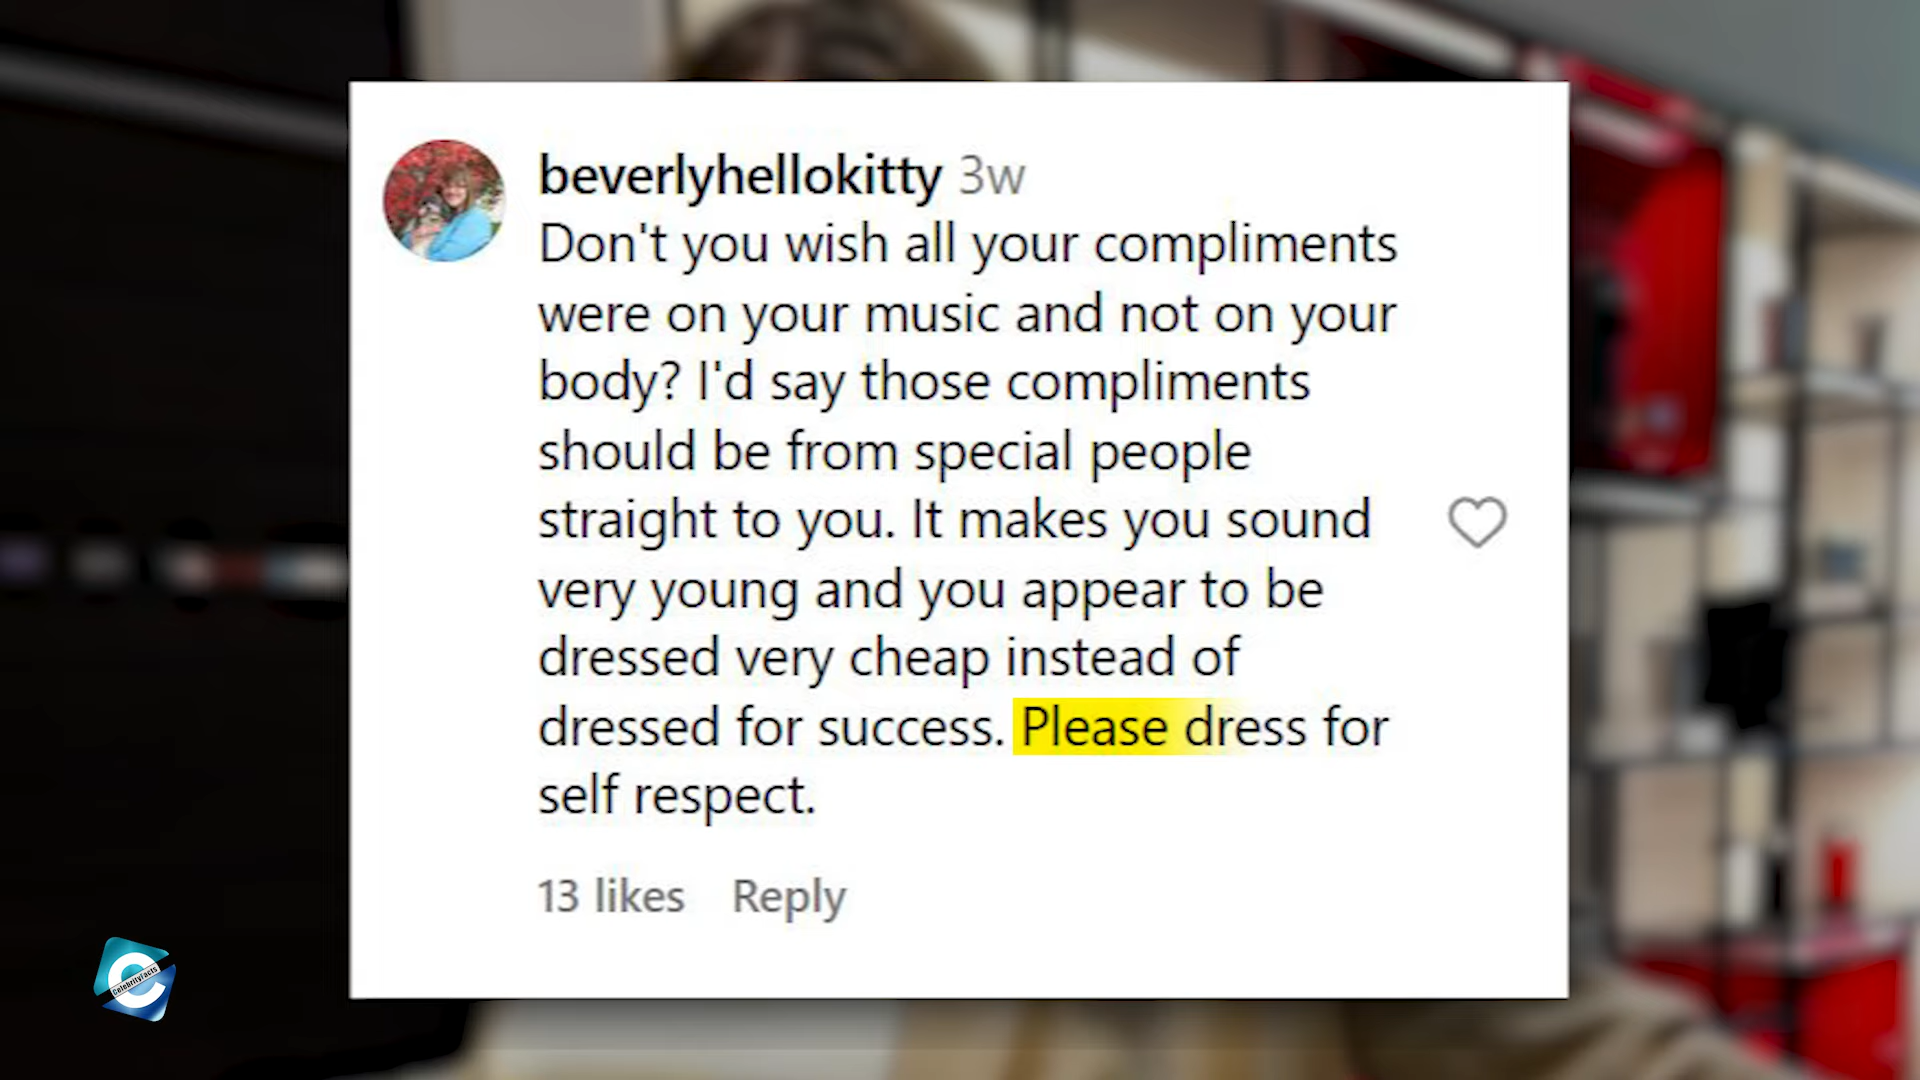 beverlyhellokitty 3w
Don't you wish all your compliments
were on your music and not on your
body? I'd say those compliments
should be from special people
straight to you. It makes you sound
very young and you appear to be
dressed very cheap instead of
dressed for success. Please dress for
self respect.
13 likes Reply
CelebrityFacts